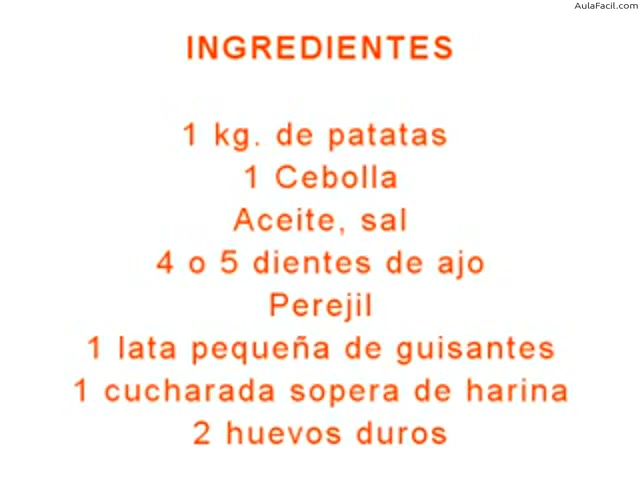 AulaFacil.com
INGREDIENTES
1 kg. de patatas
1 Cebolla
Aceite, sal
4 o 5 dientes de ajo
Perejil
1 lata pequeña de guisantes
1 cucharada sopera de harina
2 huevos duros